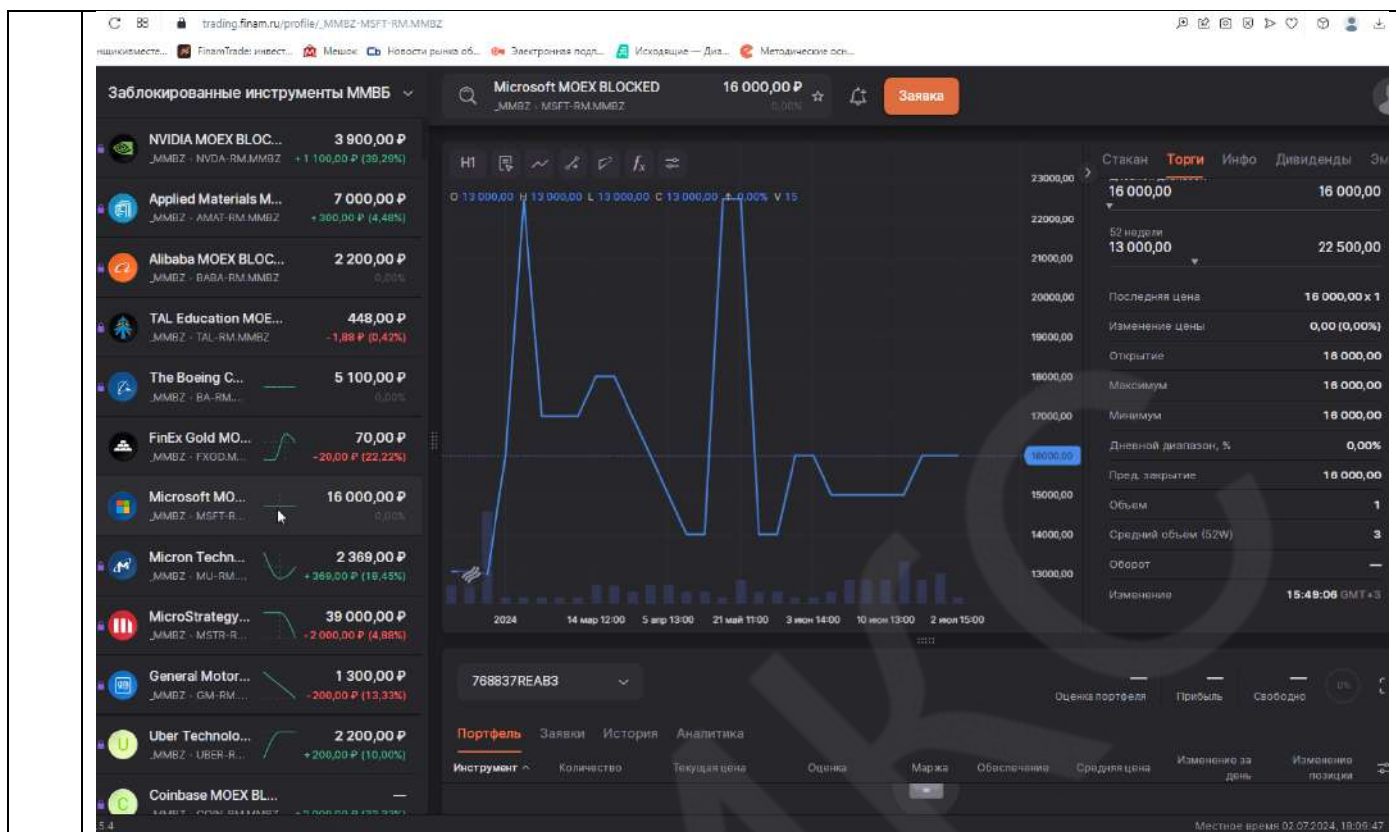 trading.finam.ru/profile/_MMBZ-MSFT-RM.MMBZ
FinamTrade: инвест... Мешок Новости рынка об... Электронная подп... Исходящие — Диа... Методические осн...
Заблокированные инструменты ММВБ
Microsoft MOEX BLOCKED 16 000,00 ₽
_MMBZ · MSFT-RM.MMBZ 0,00%
Заявка
NVIDIA MOEX BLOC... 3 900,00 ₽
_MMBZ · NVDA-RM.MMBZ +1 100,00 ₽ (39,29%)
Applied Materials M... 7 000,00 ₽
_MMBZ · AMAT-RM.MMBZ +300,00 ₽ (4,48%)
Alibaba MOEX BLOC... 2 200,00 ₽
_MMBZ · BABA-RM.MMBZ 0,00%
TAL Education MOE... 448,00 ₽
_MMBZ · TAL-RM.MMBZ -1,88 ₽ (0,42%)
The Boeing C... 5 100,00 ₽
_MMBZ · BA-RM.... 0,00%
FinEx Gold MO... 70,00 ₽
_MMBZ · FXGD.M... -20,00 ₽ (22,22%)
Microsoft MO... 16 000,00 ₽
_MMBZ · MSFT-R... 0,00%
Micron Techn... 2 369,00 ₽
_MMBZ · MU-RM.... +369,00 ₽ (18,45%)
MicroStrategy... 39 000,00 ₽
_MMBZ · MSTR-R... -2 000,00 ₽ (4,88%)
General Motor... 1 300,00 ₽
_MMBZ · GM-RM.... -200,00 ₽ (13,33%)
Uber Technolo... 2 200,00 ₽
_MMBZ · UBER-R... +200,00 ₽ (10,00%)
Coinbase MOEX BL... —
H1
O 13 000,00 H 13 000,00 L 13 000,00 C 13 000,00 0,00% V 15
23000,00
22000,00
21000,00
20000,00
19000,00
18000,00
17000,00
16000,00
15000,00
14000,00
13000,00
2024 14 мар 12:00 5 апр 13:00 21 май 11:00 3 июн 14:00 10 июн 13:00 2 июл 15:00
Стакан Торги Инфо Дивиденды Эм
16 000,00 16 000,00
52 недели
13 000,00 22 500,00
Последняя цена 16 000,00 x 1
Изменение цены 0,00 (0,00%)
Открытие 16 000,00
Максимум 16 000,00
Минимум 16 000,00
Дневной диапазон, % 0,00%
Пред. закрытие 16 000,00
Объем 1
Средний объем (52W) 3
Оборот —
Изменение 15:49:06 GMT+3
768837REAB3
Оценка портфеля Прибыль Свободно 0%
Портфель Заявки История Аналитика
Инструмент Количество Текущая цена Оценка Маржа Обеспечение Средняя цена Изменение за день Изменение позиции
5.4 Местное время 02.07.2024, 18:09:47